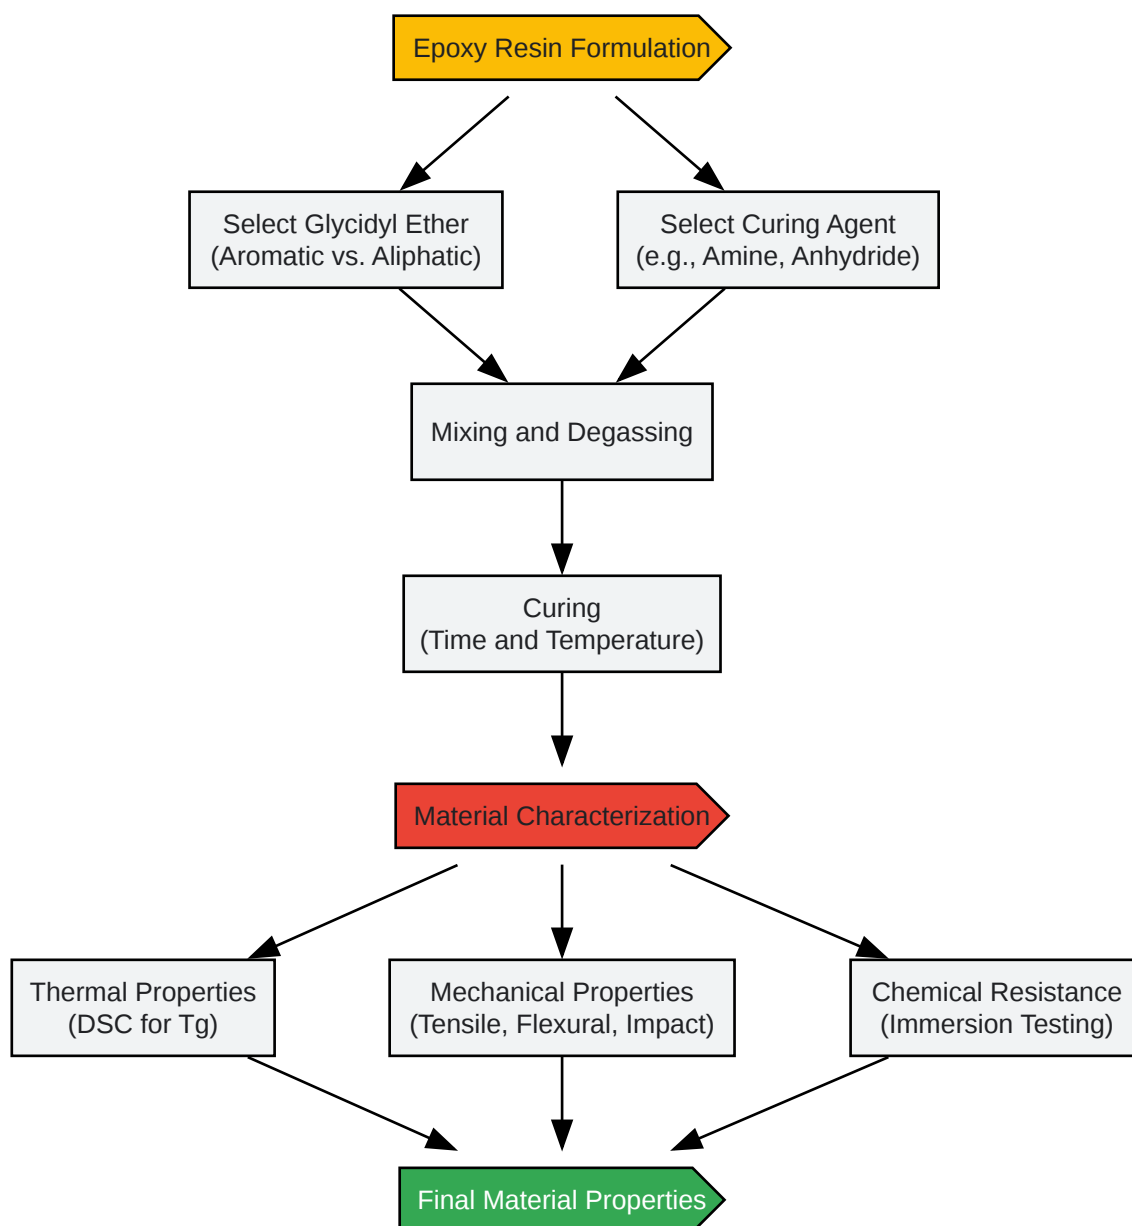 Epoxy Resin Formulation
Select Glycidyl Ether
(Aromatic vs. Aliphatic)
Select Curing Agent
(e.g., Amine, Anhydride)
Mixing and Degassing
Curing
(Time and Temperature)
Material Characterization
Thermal Properties
(DSC for Tg)
Mechanical Properties
(Tensile, Flexural, Impact)
Chemical Resistance
(Immersion Testing)
Final Material Properties